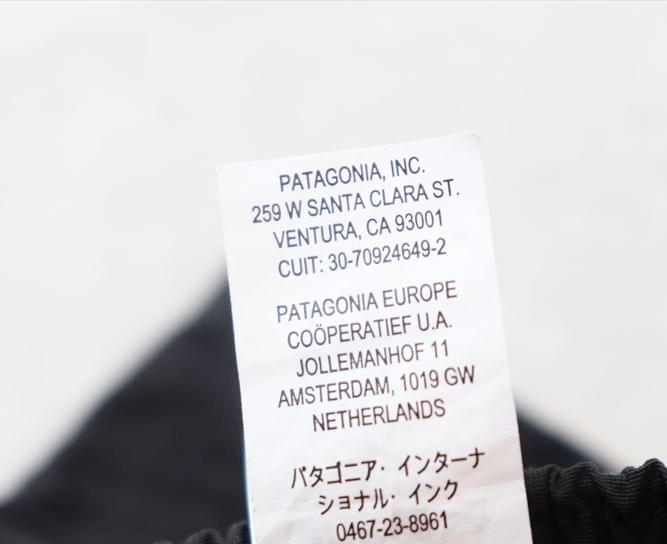 PATAGONIA, INC.
259 W SANTA CLARA ST.
VENTURA, CA 93001
CUIT: 30-70924649-2
PATAGONIA EUROPE
COÖPERATIEF U.A.
JOLLEMANHOF 11
AMSTERDAM, 1019 GW
NETHERLANDS
パタゴニア・インターナ
ショナル・インク
0467-23-8961